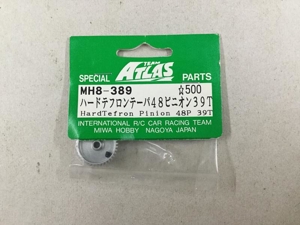 TEAM
SPECIAL ATLAS PARTS
MH8-389 ☆500
ハードテフロンテーパ48ピニオン39T
HardTefron Pinion 48P 39T
INTERNATIONAL R/C CAR RACING TEAM
MIWA HOBBY NAGOYA JAPAN